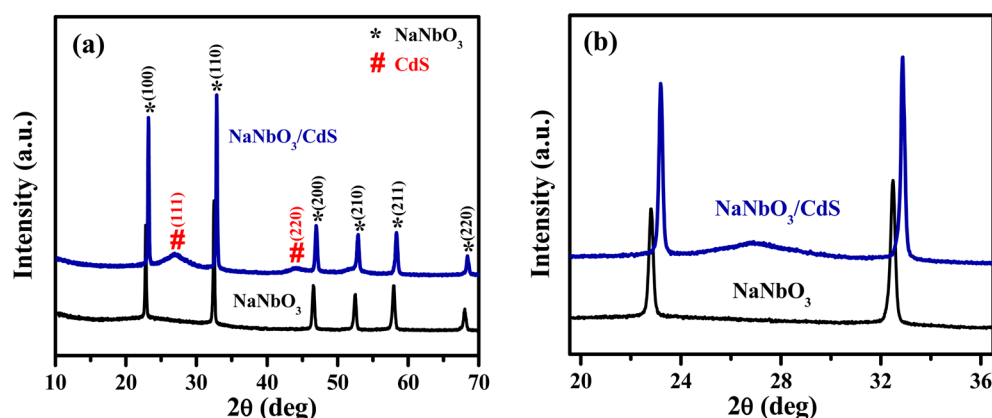 (a)
* NaNbO3
# CdS
*(100)
*(110)
NaNbO3/CdS
#(111)
#(220)
*(200)
*(210)
*(211)
*(220)
NaNbO3
Intensity (a.u.)
10 20 30 40 50 60 70
2θ (deg)
(b)
NaNbO3/CdS
NaNbO3
Intensity (a.u.)
20 24 28 32 36
2θ (deg)